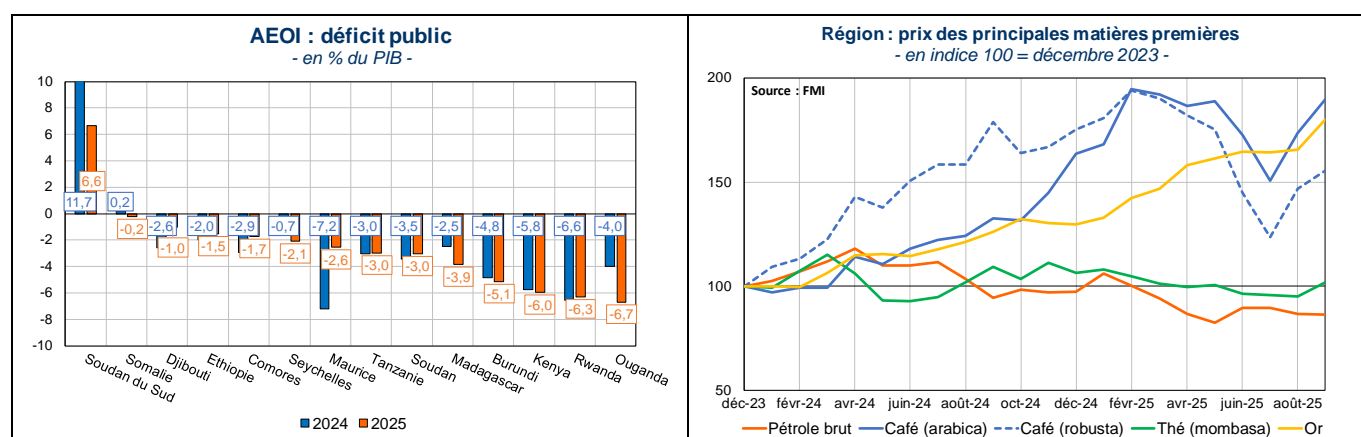 AEOI : déficit public
- en % du PIB -
10
8
6
4
2
0
-2
-4
-6
-8
-10
11,7
0,2
-2,6
-2,0
-2,9
-0,7
-7,2
-3,0
-3,5
-2,5
-4,8
-5,8
-6,6
-4,0
6,6
-0,2
-1,0
-1,5
-1,7
-2,1
-2,6
-3,0
-3,0
-3,9
-5,1
-6,0
-6,3
-6,7
Soudan du Sud
Somalie
Djibouti
Ethiopie
Comores
Seychelles
Maurice
Tanzanie
Soudan
Madagascar
Burundi
Kenya
Rwanda
Ouganda
2024 2025
Région : prix des principales matières premières
- en indice 100 = décembre 2023 -
Source : FMI
200
150
100
50
déc-23 févr-24 avr-24 juin-24 août-24 oct-24 déc-24 févr-25 avr-25 juin-25 août-25
Pétrole brut Café (arabica) Café (robusta) Thé (mombasa) Or